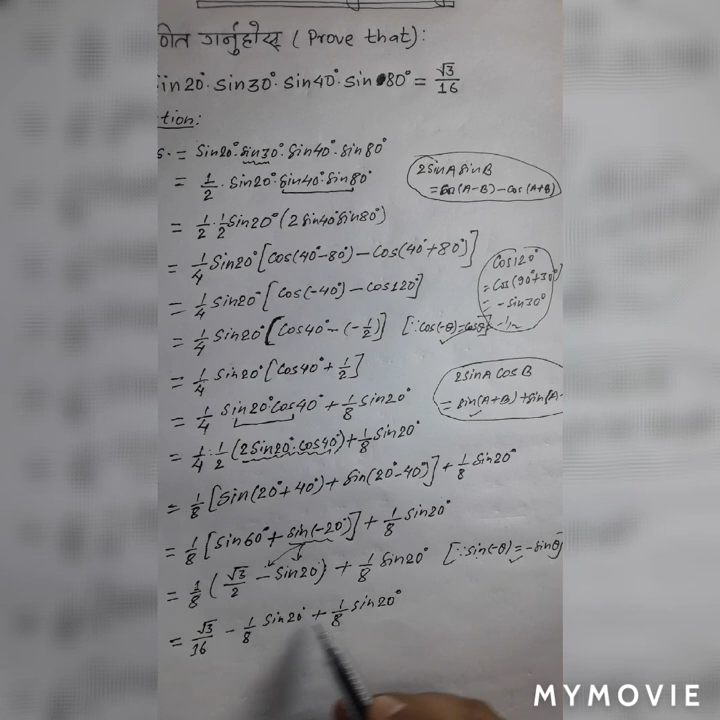 गर्नुहोस् (Prove that):
sin20°·sin30°·sin40°·sin80° = √3/16
tion:
s. = sin20°·sin30°·sin40°·sin80°
= 1/2·sin20°·sin40°·sin80°
2sinAsinB
= cos(A-B)-cos(A+B)
= 1/2·1/2sin20°(2sin40°sin80°)
= 1/4 sin20°[cos(40°-80°)-cos(40°+80°)]
= 1/4 sin20°[cos(-40°)-cos120°]
cos120°
= cos(90°+30°)
= -sin30°
= 1/4 sin20°[cos40°-(-1/2)] [∵cos(-θ)=cosθ] -1/2
= 1/4 sin20°[cos40°+1/2]
= 1/4 sin20°cos40°+1/8 sin20°
2sinAcosB
= sin(A+B)+sin(A-
= 1/4·1/2(2sin20°·cos40°)+1/8 sin20°
= 1/8[sin(20°+40°)+sin(20°-40°)]+1/8 sin20°
= 1/8[sin60°+sin(-20°)]+1/8 sin20°
= 1/8(√3/2-sin20°)+1/8 sin20° [∵sin(-θ)=-sinθ]
= √3/16-1/8 sin20°+1/8 sin20°
MYMOVIE